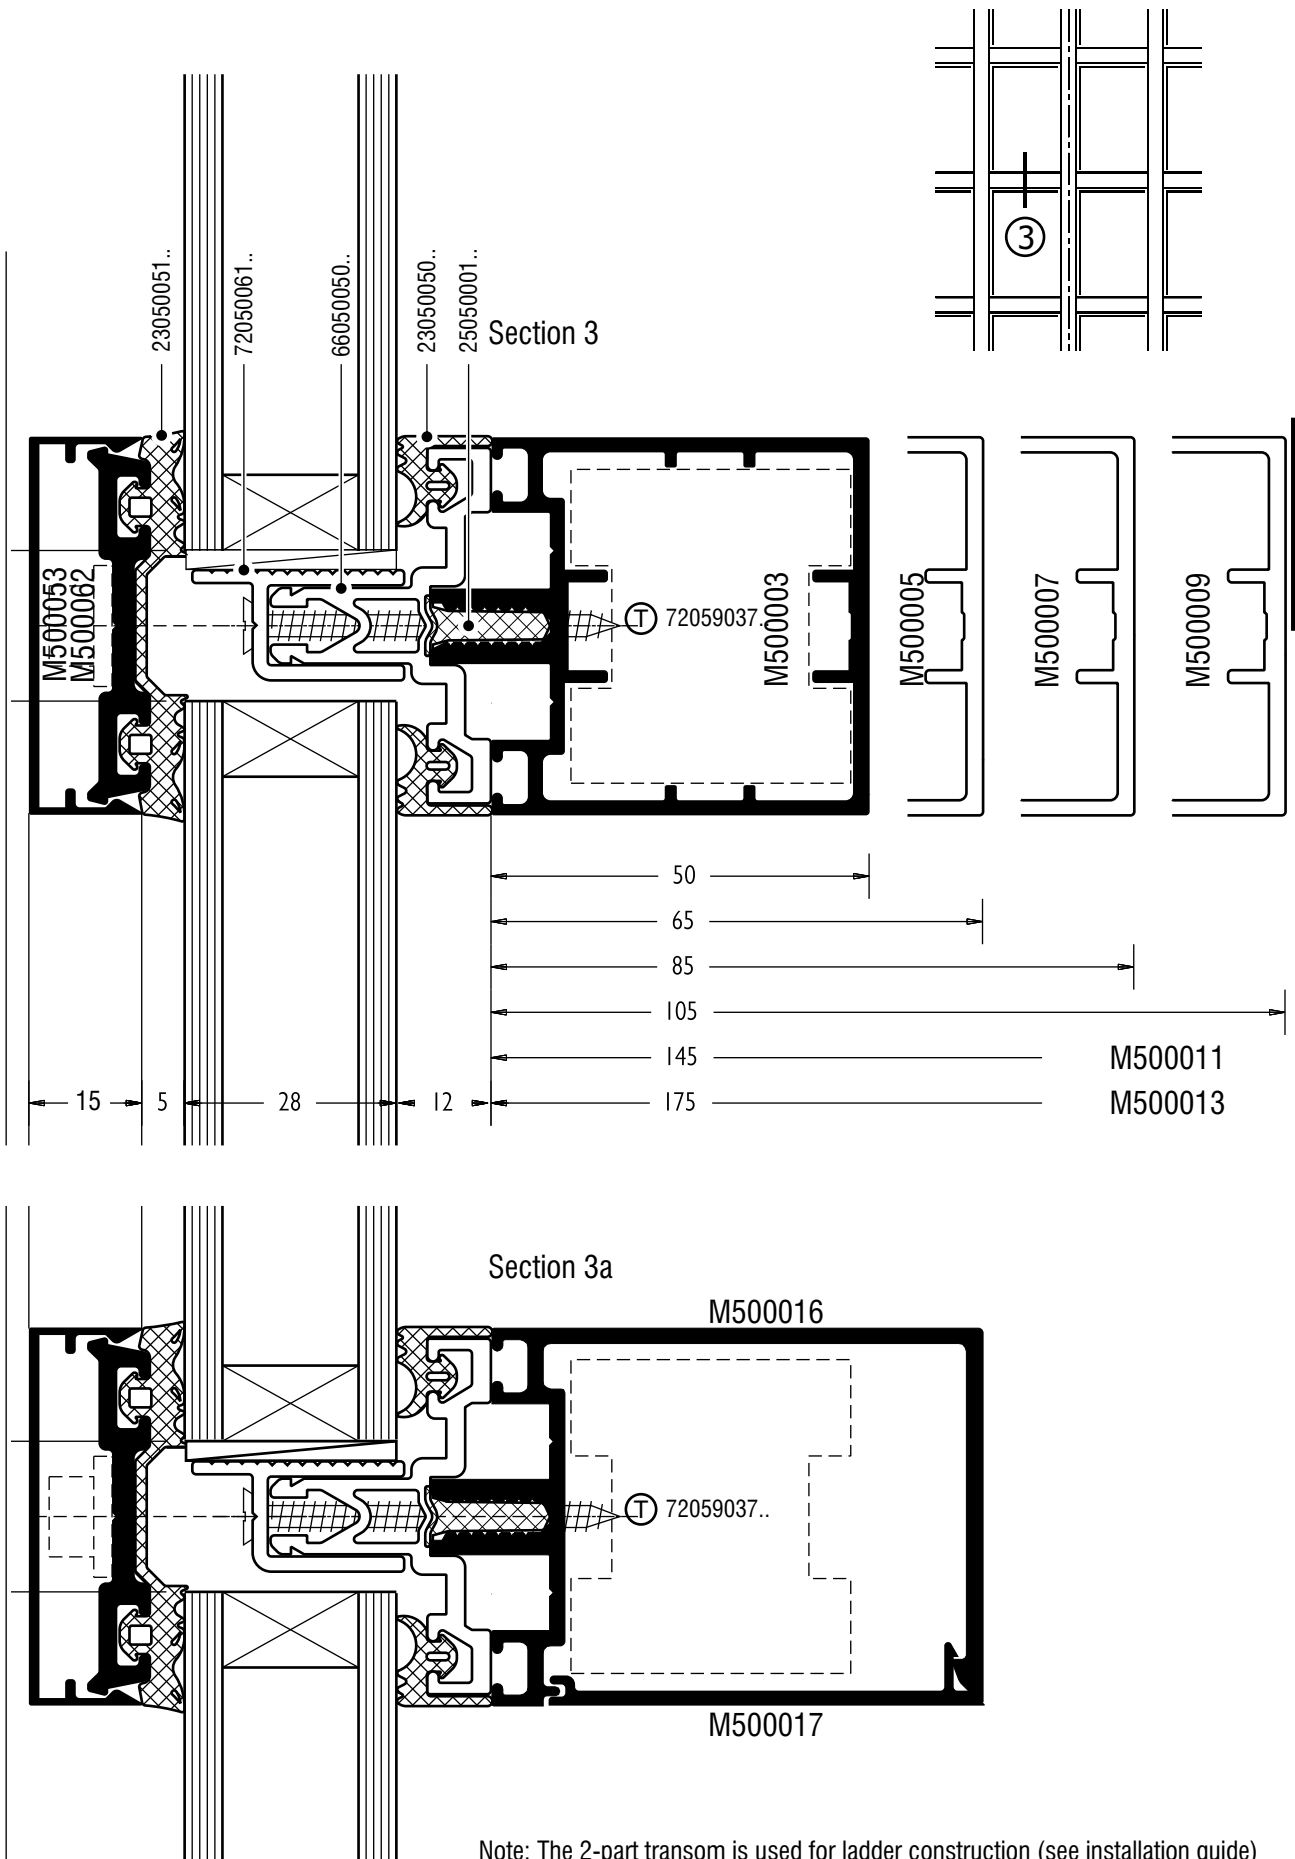 3
23050051..
72050061..
66050050..
23050050..
25050001..
Section 3
M500053
M500062
T 72059037..
M500003
M500005
M500007
M500009
50
65
85
105
145 M500011
15 5 28 12 175 M500013
Section 3a
M500016
T 72059037..
M500017
Note: The 2-part transom is used for ladder construction (see installation guide)